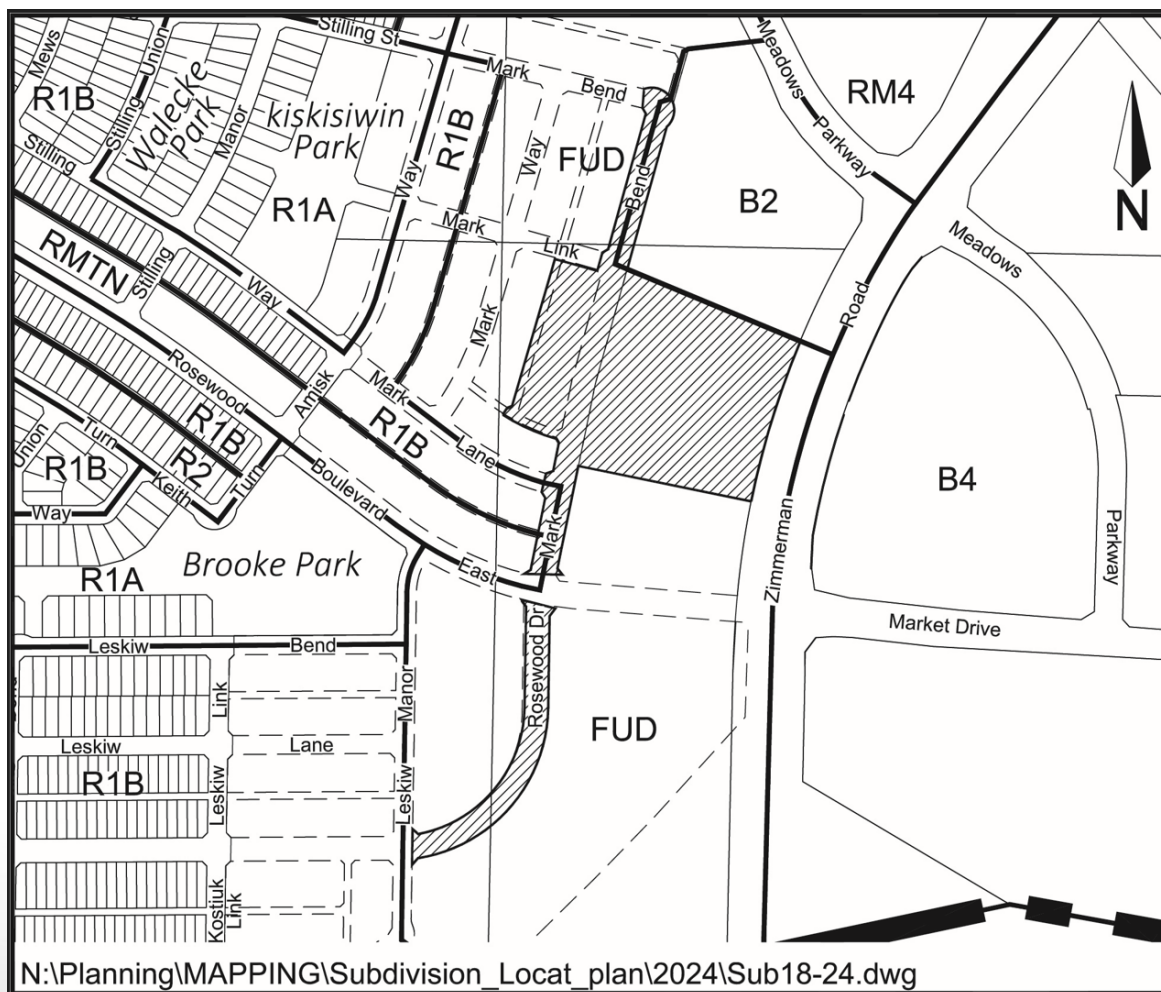 Stilling St
Mews
Union
R1B
Walecke
Park
Manor
kiskisiwin
Park
Stilling
Stilling
R1A
Way
R1B
Mark
Bend
Way
FUD
Bend
Mark
Link
Mark
Meadows
Parkway
RM4
B2
N
Meadows
Road
RMTN
Stilling
Way
Rosewood
Amisk
Mark
Lane
R1B
R1B
R2
Turn
Union
R1B
Keith
Turn
Way
Boulevard
East
Mark
B4
Parkway
Zimmerman
Brooke Park
R1A
Market Drive
Leskiw
Bend
Rosewood Dr
Manor
Link
FUD
Leskiw
Lane
R1B
Leskiw
Leskiw
Kostiuk
Link
N:\Planning\MAPPING\Subdivision_Locat_plan\2024\Sub18-24.dwg